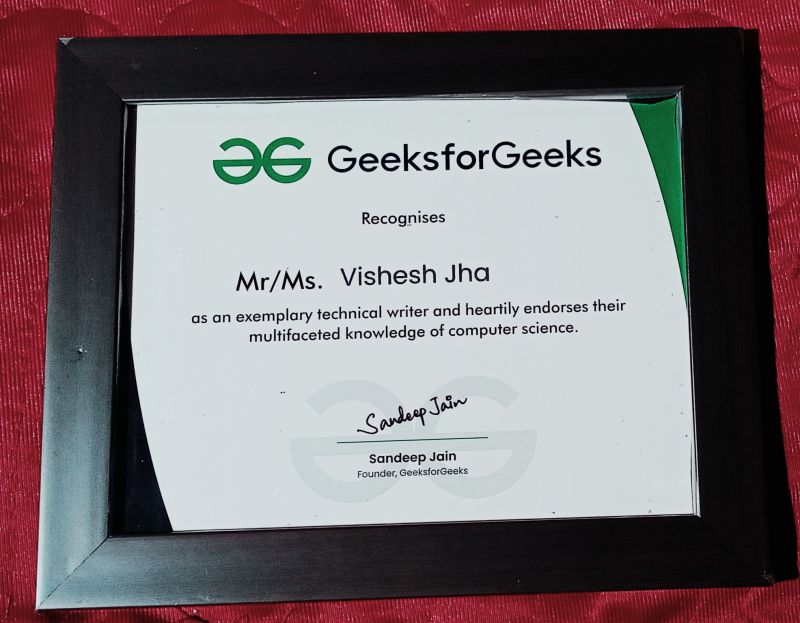 GeeksforGeeks
Recognises
Mr/Ms. Vishesh Jha
as an exemplary technical writer and heartily endorses their
multifaceted knowledge of computer science.
Sandeep Jain
Sandeep Jain
Founder, GeeksforGeeks